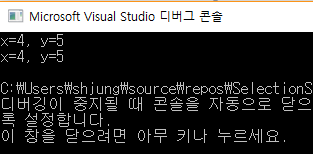 Microsoft Visual Studio 디버그 콘솔
x=4, y=5
x=4, y=5
C:₩Users₩shjung₩source₩repos₩SelectionS
디버깅이 중지될 때 콘솔을 자동으로 닫으
록 설정합니다.
이 창을 닫으려면 아무 키나 누르세요.